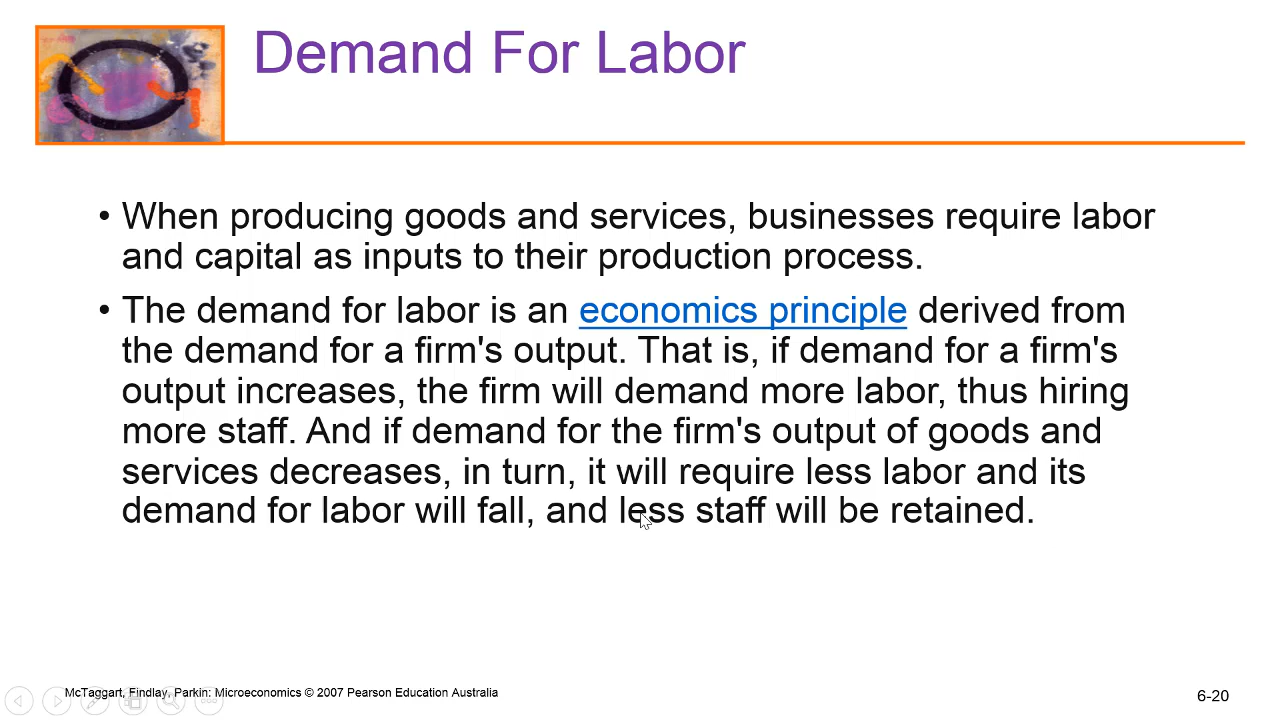 Demand For Labor
• When producing goods and services, businesses require labor
and capital as inputs to their production process.
• The demand for labor is an economics principle derived from
the demand for a firm's output. That is, if demand for a firm's
output increases, the firm will demand more labor, thus hiring
more staff. And if demand for the firm's output of goods and
services decreases, in turn, it will require less labor and its
demand for labor will fall, and less staff will be retained.
McTaggart, Findlay, Parkin: Microeconomics © 2007 Pearson Education Australia
6-20